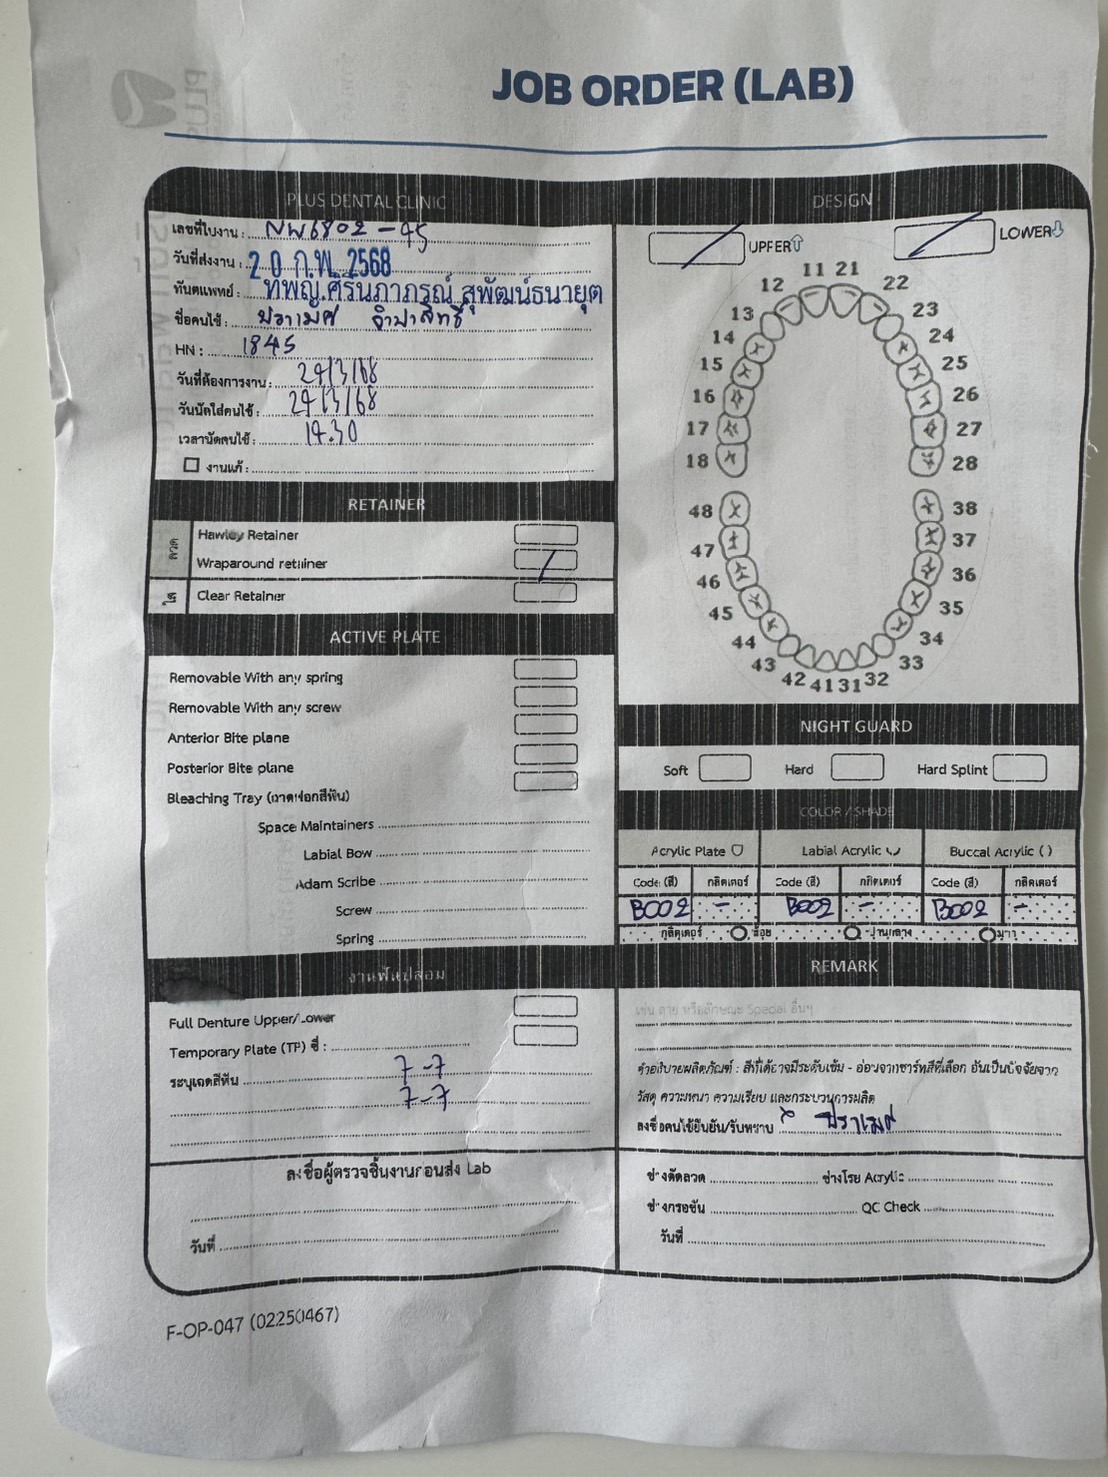 JOB ORDER (LAB)
PLUS DENTAL CLINIC
เลขที่ใบงาน : NW6802-45
วันที่ส่งงาน : 20 ก.พ. 2568
ทันตแพทย์ : ทพญ.ศิรินภาภรณ์ สุพัฒน์ธนายุต
ชื่อคนไข้ : ปราเมศ จำปาสิทธิ์
HN : 1845
วันที่ต้องการงาน : 24/3/68
วันนัดใส่คนไข้ : 24/3/68
เวลานัดคนไข้ : 14.30
งานแก้ :
RETAINER
ลวด
Hawley Retainer
Wraparound retainer
ใส
Clear Retainer
ACTIVE PLATE
Removable With any spring
Removable With any screw
Anterior Bite plane
Posterior Bite plane
Bleaching Tray (ถาดฟอกสีฟัน)
Space Maintainers
Labial Bow
Adam Scribe
Screw
Spring
งานฟันปลอม
Full Denture Upper/Lower
Temporary Plate (TP) ซี่ :
ระบุเฉดสีฟัน 7-7
7-7
ลงชื่อผู้ตรวจชิ้นงานก่อนส่ง Lab
วันที่
F-OP-047 (02250467)
DESIGN
UPPER LOWER
11 21
12 22
13 23
14 24
15 25
16 26
17 27
18 28
48 38
47 37
46 36
45 35
44 34
43 33
42 41 31 32
NIGHT GUARD
Soft Hard Hard Splint
COLOR / SHADE
Acrylic Plate Labial Acrylic Buccal Acrylic ( )
Code (สี) กลิตเตอร์ Code (สี) กลิตเตอร์ Code (สี) กลิตเตอร์
B002 - B002 - B002 -
กลิตเตอร์ น้อย ปานกลาง มาก
REMARK
เช่น ลาย หรือลักษณะ Special อื่นๆ
คำอธิบายผลิตภัณฑ์ : สีที่ได้อาจมีระดับเข้ม - อ่อนจากชาร์ทสีที่เลือก อันเป็นปัจจัยจาก
วัสดุ ความหนา ความเรียบ และกระบวนการผลิต
ลงชื่อคนไข้ยืนยัน/รับทราบ x ปราเมศ
ช่างดัดลวด ช่างโรย Acrylic
ช่างกรอขัน QC Check
วันที่